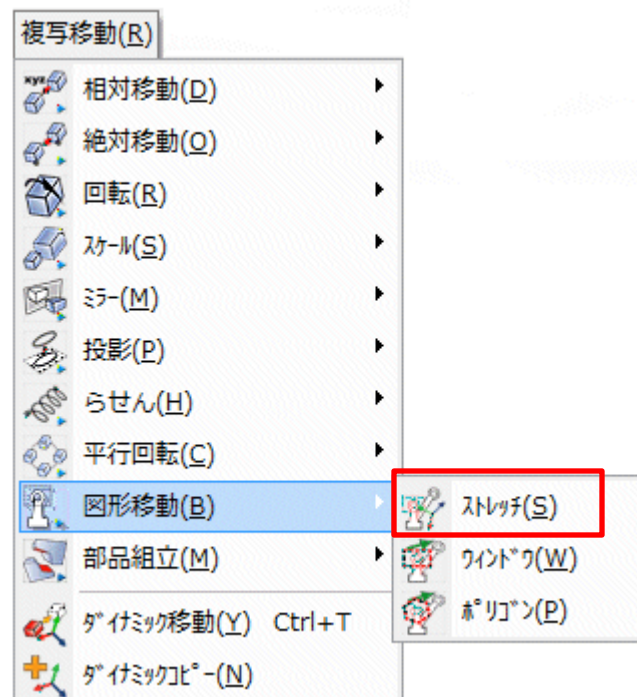 複写移動(R)
相対移動(D)
絶対移動(O)
回転(R)
ｽｹｰﾙ(S)
ﾐﾗｰ(M)
投影(P)
らせん(H)
平行回転(C)
図形移動(B)
ｽﾄﾚｯﾁ(S)
部品組立(M)
ｳｨﾝﾄﾞｳ(W)
ﾎﾟﾘｺﾞﾝ(P)
ﾀﾞｲﾅﾐｯｸ移動(Y) Ctrl+T
ﾀﾞｲﾅﾐｯｸｺﾋﾟｰ(N)